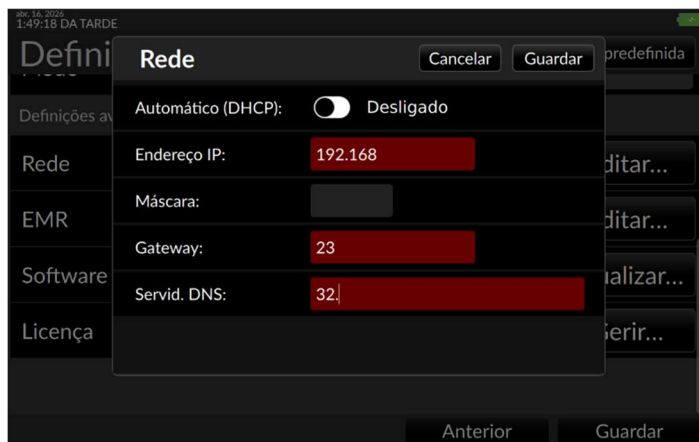 abr. 16, 2026
1:49:18 DA TARDE
Defini
predefinida
Rede
Cancelar
Guardar
Definições av
Automático (DHCP):
Desligado
Rede
Endereço IP:
192.168
ditar...
Máscara:
EMR
ditar...
Gateway:
23
Software
Servid. DNS:
32.
ualizar...
Licença
Gerir...
Anterior
Guardar